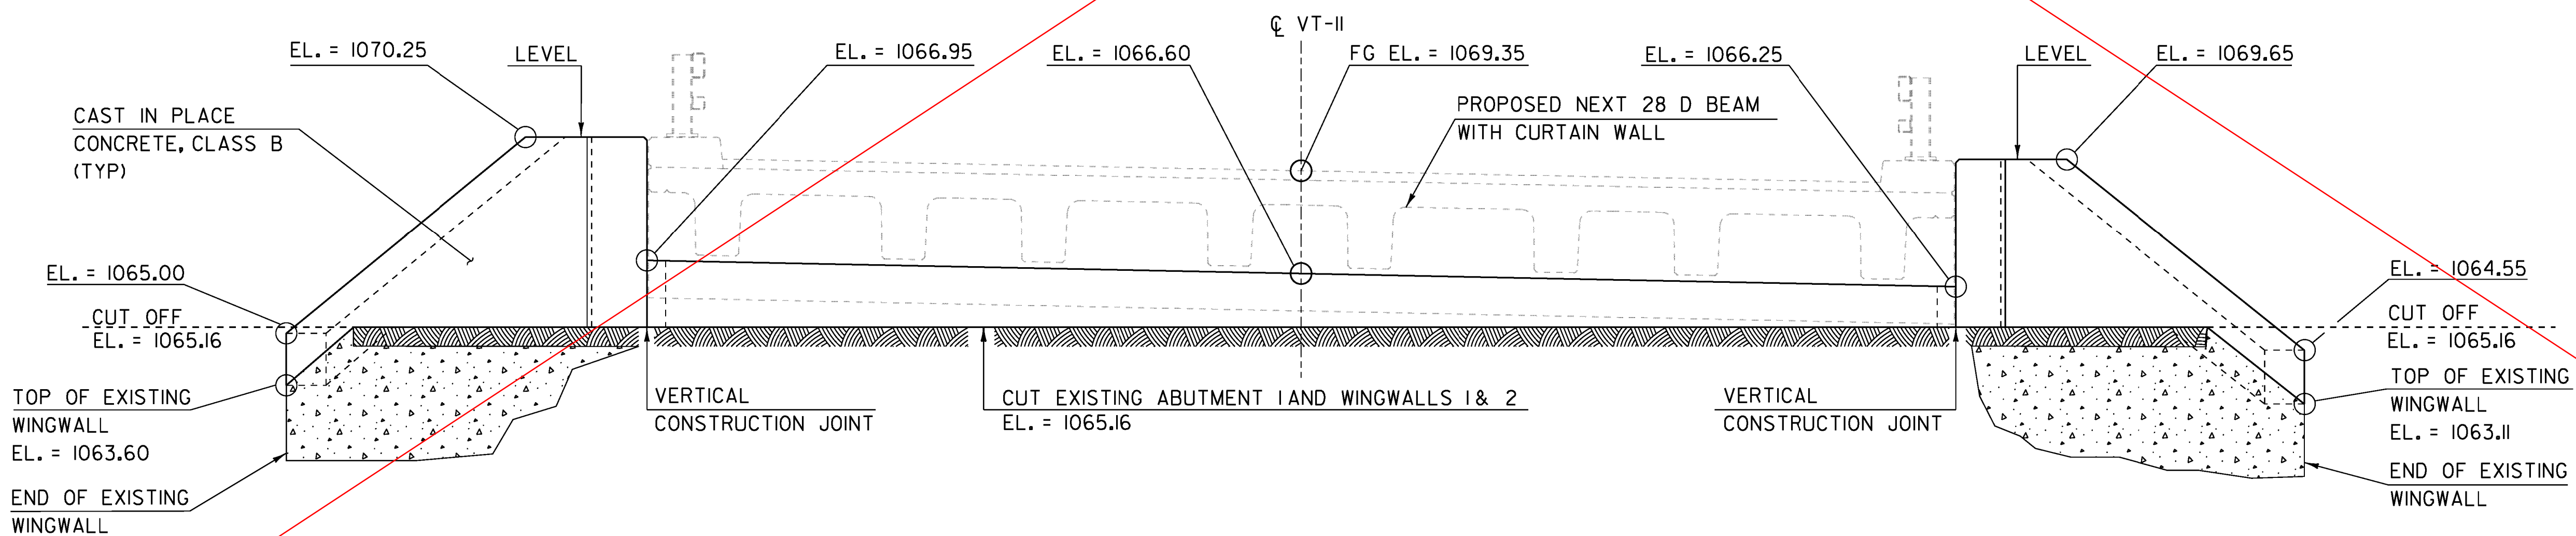 ℄ VT-11
EL. = 1070.25
LEVEL
EL. = 1066.95
EL. = 1066.60
FG EL. = 1069.35
EL. = 1066.25
LEVEL
EL. = 1069.65
CAST IN PLACE
CONCRETE, CLASS B
(TYP)
PROPOSED NEXT 28 D BEAM
WITH CURTAIN WALL
EL. = 1065.00
CUT OFF
EL. = 1065.16
EL. = 1064.55
CUT OFF
EL. = 1065.16
TOP OF EXISTING
WINGWALL
EL. = 1063.60
END OF EXISTING
WINGWALL
VERTICAL
CONSTRUCTION JOINT
CUT EXISTING ABUTMENT 1 AND WINGWALLS 1 & 2
EL. = 1065.16
VERTICAL
CONSTRUCTION JOINT
TOP OF EXISTING
WINGWALL
EL. = 1063.11
END OF EXISTING
WINGWALL